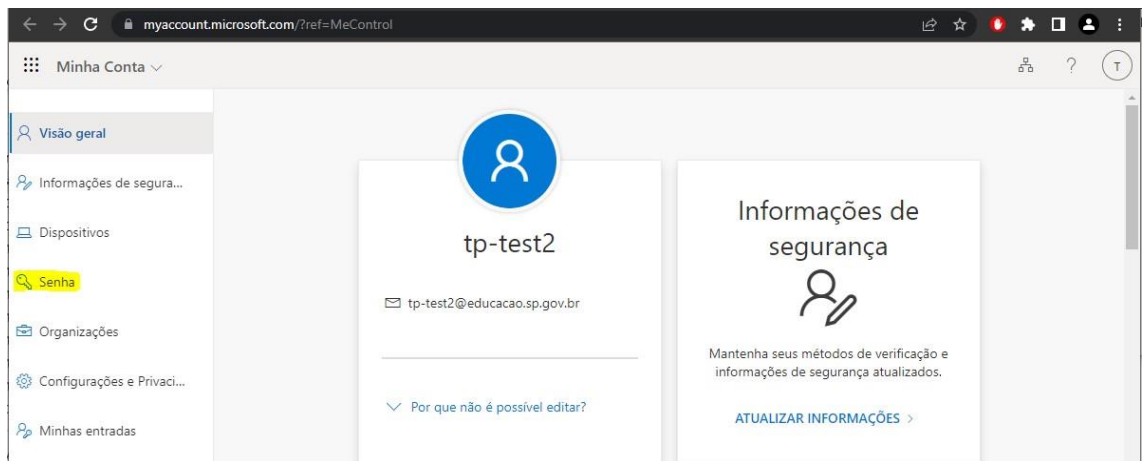 myaccount.microsoft.com/?ref=MeControl
Minha Conta
?
T
Visão geral
Informações de segura...
Dispositivos
Senha
Organizações
Configurações e Privaci...
Minhas entradas
tp-test2
tp-test2@educacao.sp.gov.br
Por que não é possível editar?
Informações de
segurança
Mantenha seus métodos de verificação e
informações de segurança atualizados.
ATUALIZAR INFORMAÇÕES >